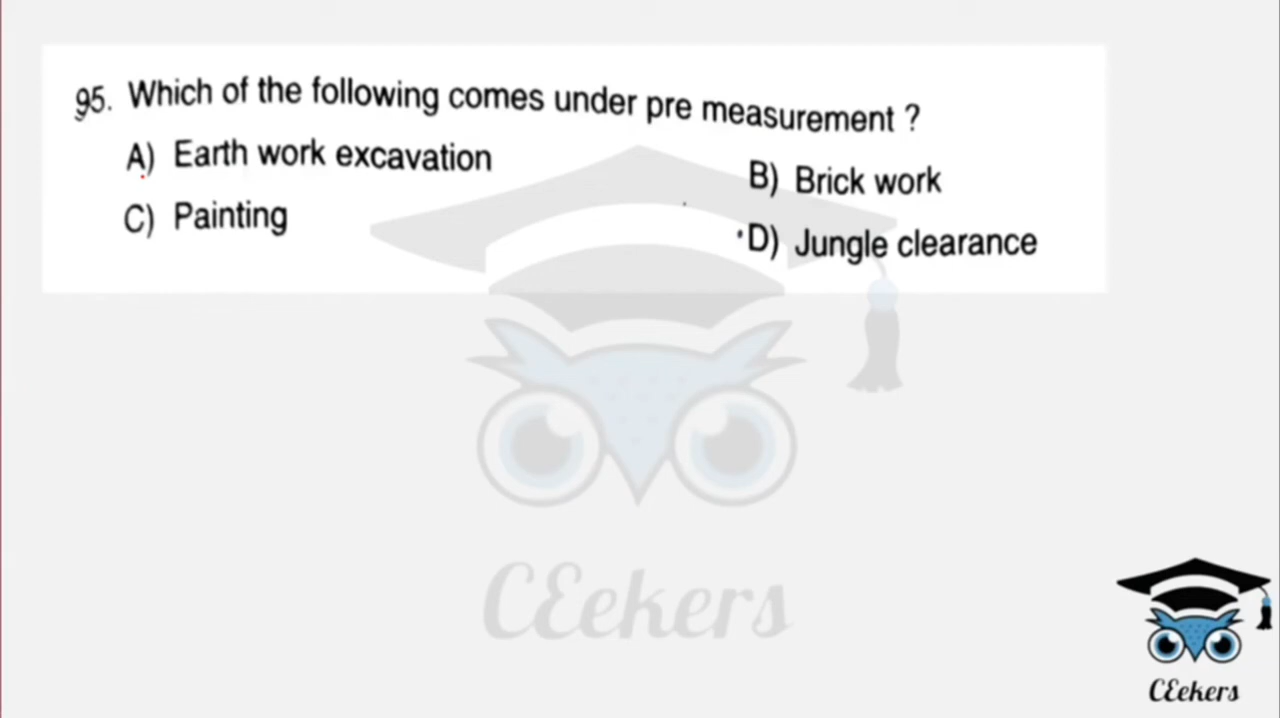 95. Which of the following comes under pre measurement ?
A) Earth work excavation
B) Brick work
C) Painting
D) Jungle clearance
CEekers
CEekers